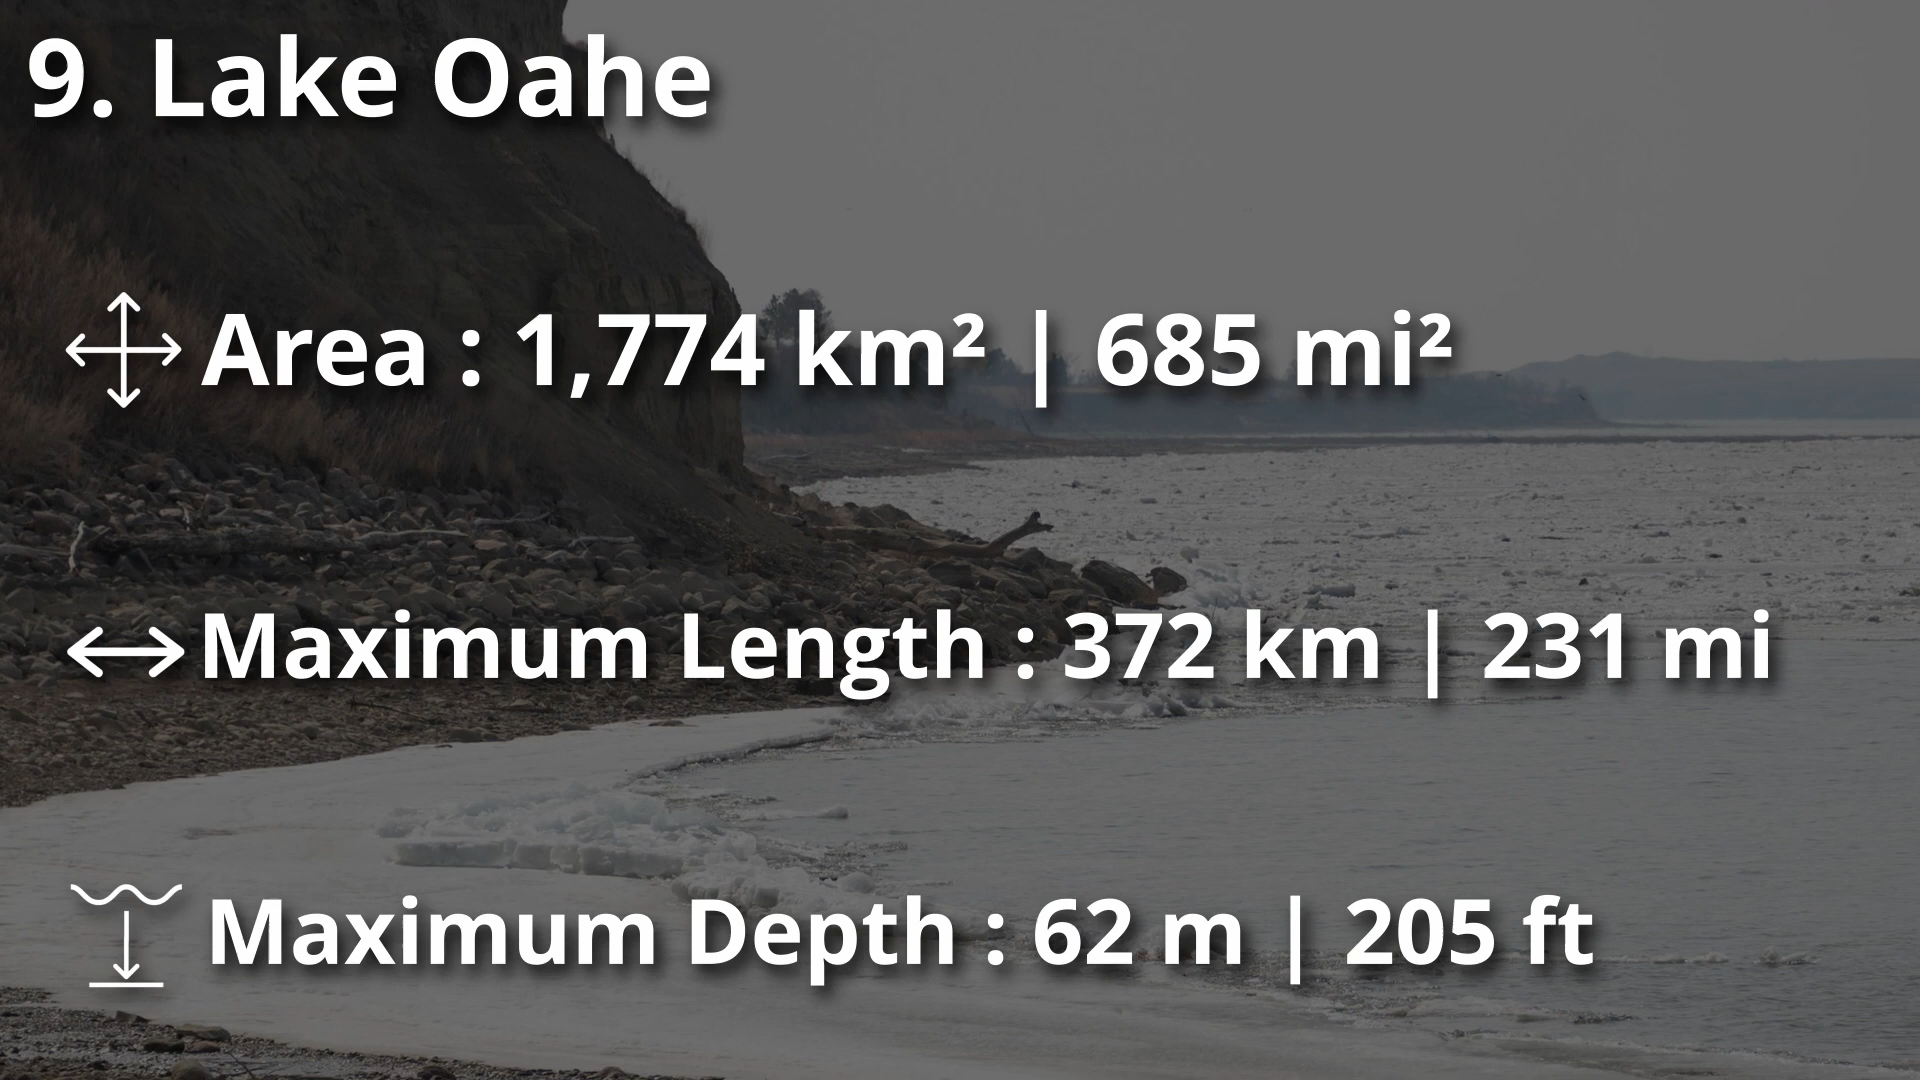 9. Lake Oahe
Area : 1,774 km² | 685 mi²
Maximum Length : 372 km | 231 mi
Maximum Depth : 62 m | 205 ft